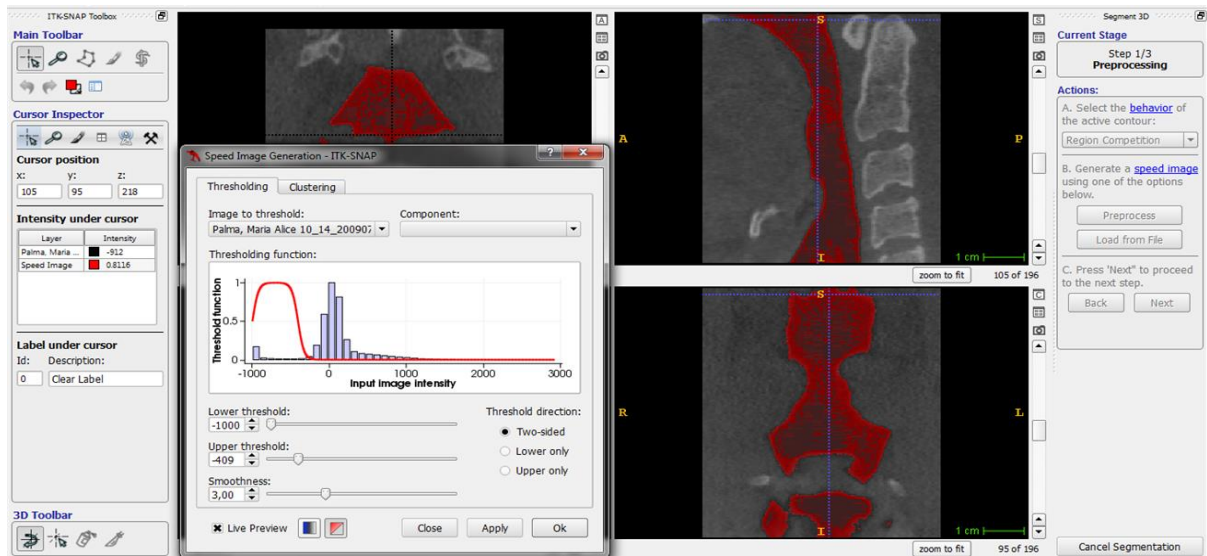 ITK-SNAP Toolbox
Main Toolbar
Cursor Inspector
Cursor position
x: y: z:
105 95 218
Intensity under cursor
Layer Intensity
Palma, Maria ... -912
Speed Image 0.8116
Label under cursor
Id: Description:
0 Clear Label
3D Toolbar
A
Speed Image Generation - ITK-SNAP
Thresholding Clustering
Image to threshold: Component:
Palma, Maria Alice 10_14_200907
Thresholding function:
Threshold function
1
0.5
0
-1000 0 1000 2000 3000
Input image intensity
Lower threshold:
-1000
Upper threshold:
-409
Smoothness:
3,00
Threshold direction:
Two-sided
Lower only
Upper only
Live Preview Close Apply Ok
S
S
A P
I
1 cm
zoom to fit 105 of 196
C
S
R L
I
1 cm
zoom to fit 95 of 196
Segment 3D
Current Stage
Step 1/3
Preprocessing
Actions:
A. Select the behavior of
the active contour:
Region Competition
B. Generate a speed image
using one of the options
below.
Preprocess
Load from File
C. Press 'Next" to proceed
to the next step.
Back Next
Cancel Segmentation